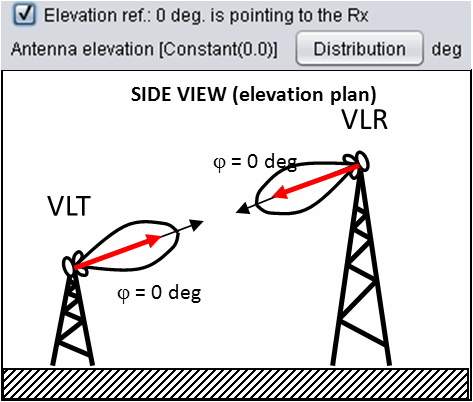 Elevation ref.: 0 deg. is pointing to the Rx
Antenna elevation [Constant(0.0)] Distribution deg
SIDE VIEW (elevation plan)
VLR
φ = 0 deg
VLT
φ = 0 deg